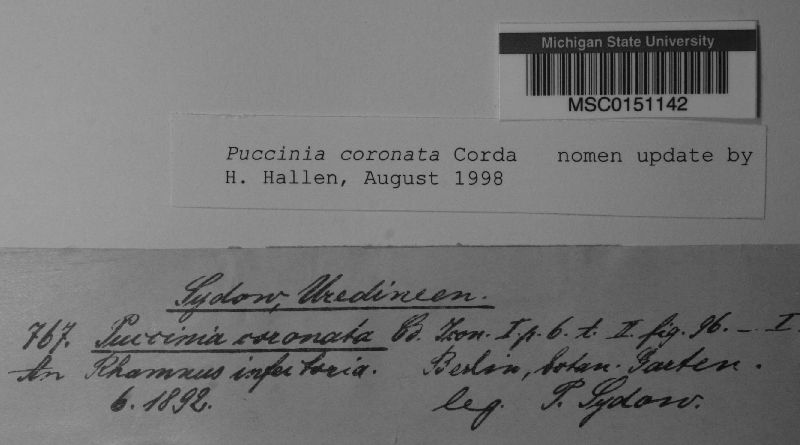 Michigan State University
MSC0151142
Puccinia coronata Corda nomen update by
H. Hallen, August 1998
Sydow, Uredineen.
767. Puccinia coronata Cd. Icon. I. p. 6. t. II. fig. 96. — I.
An Rhamnus infectoria. Berlin, botan. Garten.
6. 1892. leg. P. Sydow.